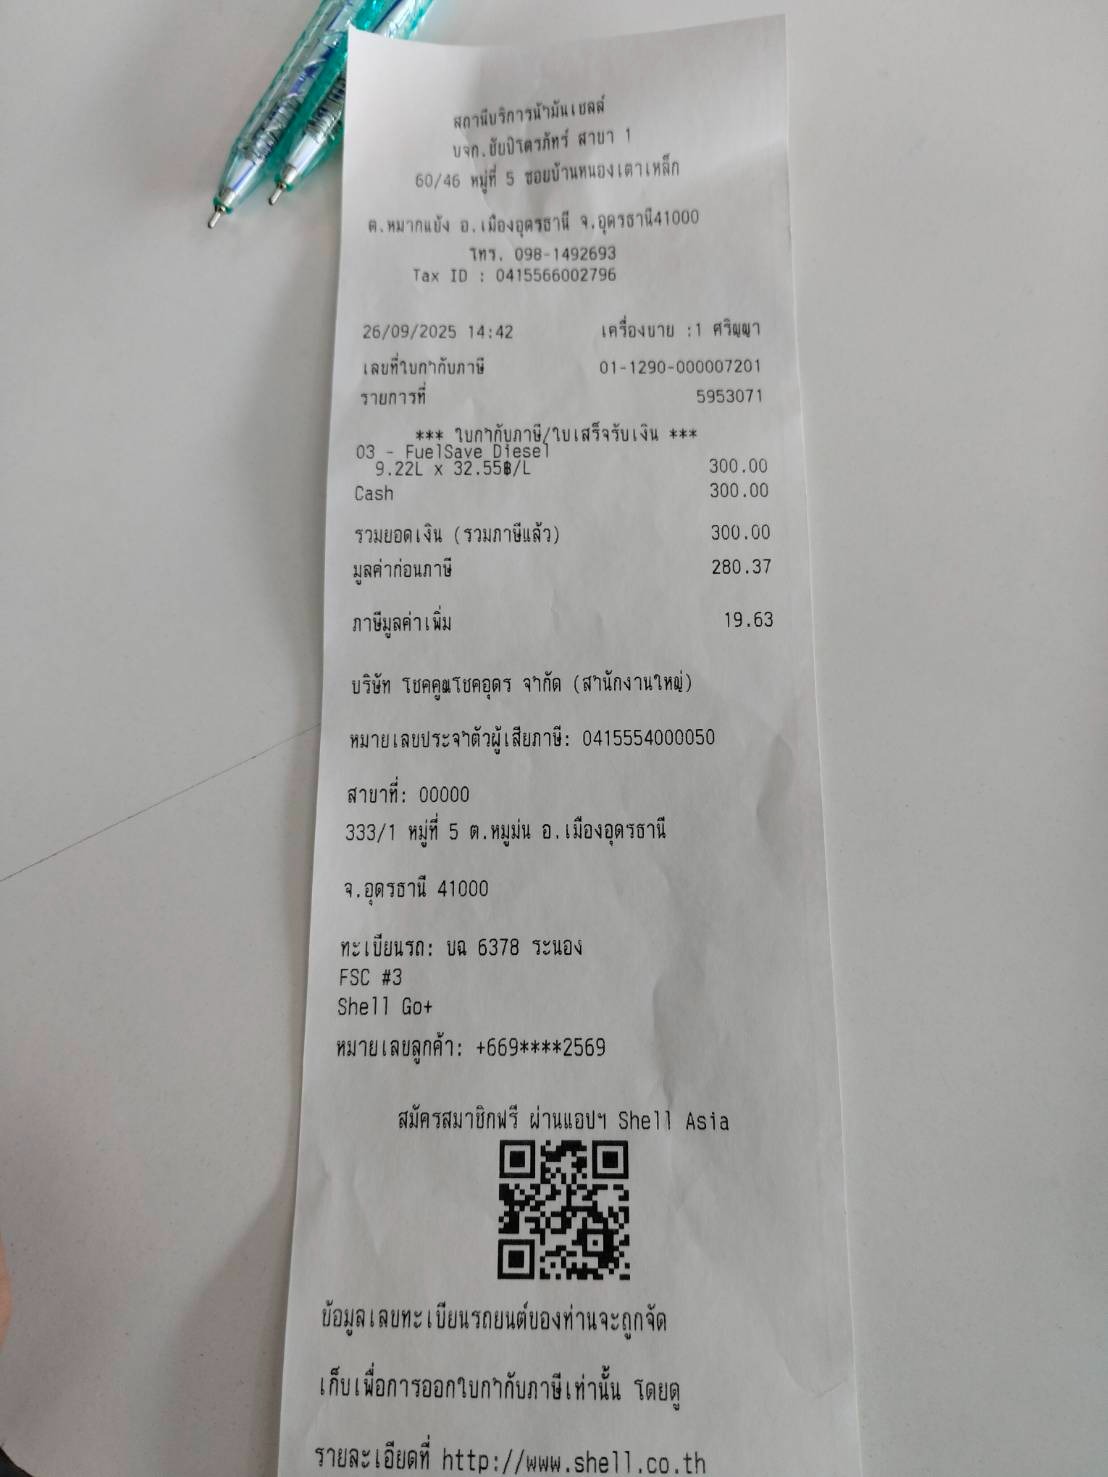 สถานีบริการน้ำมันเชลล์
บจก.ชัยปิโตรภัทร์ สาขา 1
60/46 หมู่ที่ 5 ซอยบ้านหนองเตาเหล็ก
ต.หมากแข้ง อ.เมืองอุดรธานี จ.อุดรธานี41000
โทร. 098-1492693
Tax ID : 0415566002796
26/09/2025 14:42 เครื่องขาย :1 ศวิญญา
เลขที่ใบกำกับภาษี 01-1290-000007201
รายการที่ 5953071
*** ใบกำกับภาษี/ใบเสร็จรับเงิน ***
03 - FuelSave Diesel
9.22L x 32.55฿/L 300.00
Cash 300.00
รวมยอดเงิน (รวมภาษีแล้ว) 300.00
มูลค่าก่อนภาษี 280.37
ภาษีมูลค่าเพิ่ม 19.63
บริษัท โชคคูณโชคอุดร จำกัด (สำนักงานใหญ่)
หมายเลขประจำตัวผู้เสียภาษี: 0415554000050
สาขาที่: 00000
333/1 หมู่ที่ 5 ต.หมูม่น อ.เมืองอุดรธานี
จ.อุดรธานี 41000
ทะเบียนรถ: บฉ 6378 ระนอง
FSC #3
Shell Go+
หมายเลขลูกค้า: +669****2569
สมัครสมาชิกฟรี ผ่านแอปฯ Shell Asia
ข้อมูลเลขทะเบียนรถยนต์ของท่านจะถูกจัด
เก็บเพื่อการออกใบกำกับภาษีเท่านั้น โดยดู
รายละเอียดที่ http://www.shell.co.th